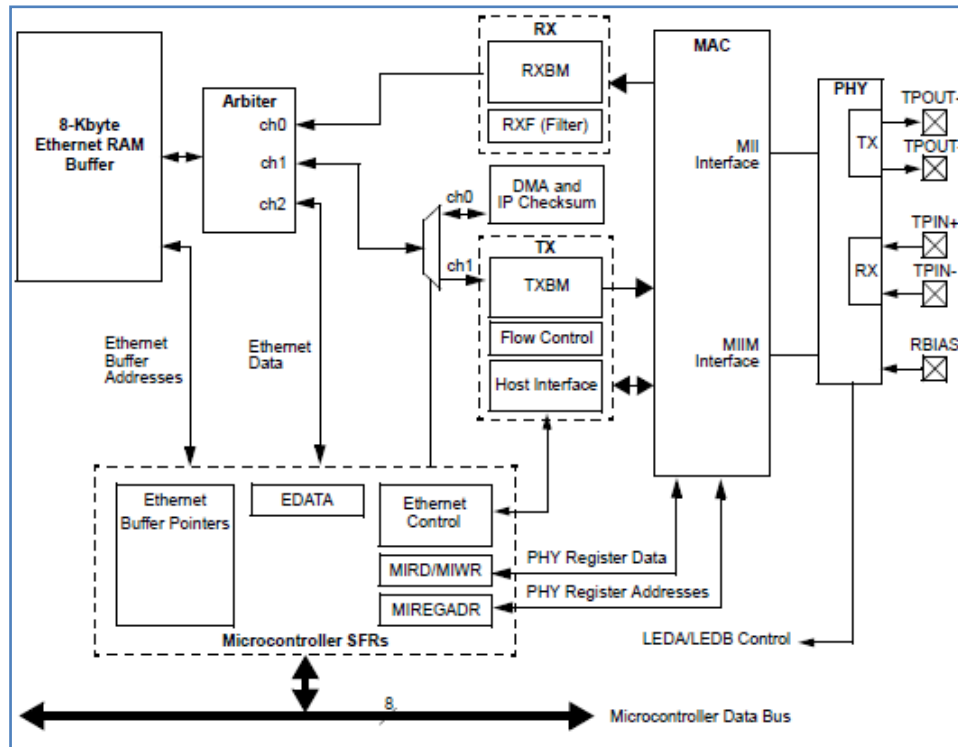 RX
RXBM
RXF (Filter)
MAC
MII
Interface
MIIM
Interface
PHY
TX
RX
TPOUT-
TPOUT-
TPIN+
TPIN-
RBIAS
8-Kbyte
Ethernet RAM
Buffer
Arbiter
ch0
ch1
ch2
ch0
ch1
DMA and
IP Checksum
TX
TXBM
Flow Control
Host Interface
Ethernet
Buffer
Addresses
Ethernet
Data
Ethernet
Buffer Pointers
EDATA
Ethernet
Control
MIRD/MIWR
MIREGADR
Microcontroller SFRs
PHY Register Data
PHY Register Addresses
LEDA/LEDB Control
8
Microcontroller Data Bus